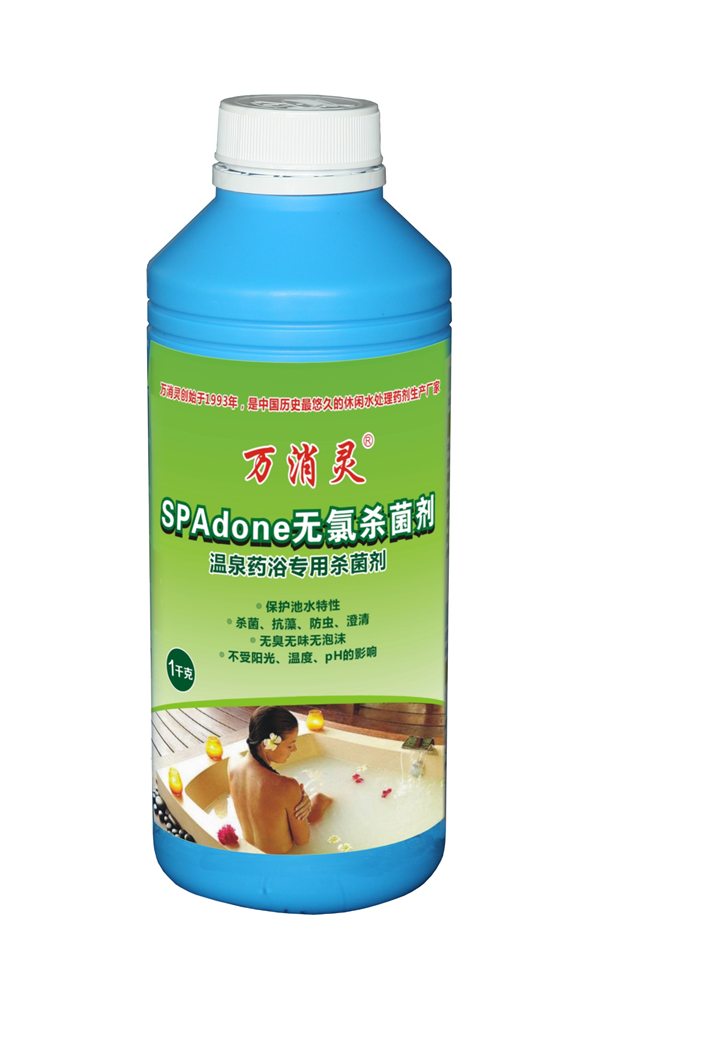 万消灵创始于1993年，是中国历史最悠久的休闲水处理药剂生产厂家
万消灵®
SPAdone无氯杀菌剂
温泉药浴专用杀菌剂
保护池水特性
杀菌、抗藻、防虫、澄清
无臭无味无泡沫
不受阳光、温度、pH的影响
1千克